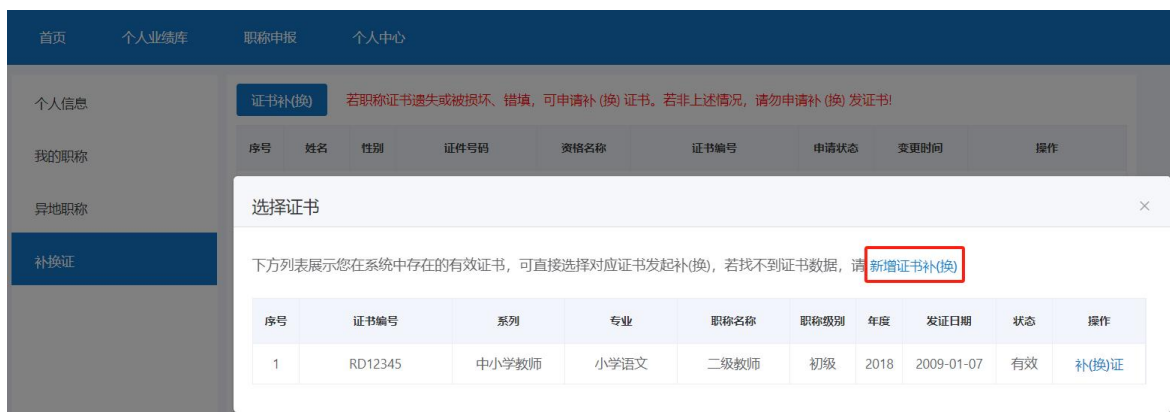 首页 个人业绩库 职称申报 个人中心
个人信息
我的职称
异地职称
补换证
证书补(换) 若职称证书遗失或被损坏、错填，可申请补 (换) 证书。若非上述情况，请勿申请补 (换) 发证书!
序号 姓名 性别 证件号码 资格名称 证书编号 申请状态 变更时间 操作
选择证书
下方列表展示您在系统中存在的有效证书，可直接选择对应证书发起补(换)，若找不到证书数据，请 新增证书补(换)
序号 证书编号 系列 专业 职称名称 职称级别 年度 发证日期 状态 操作
1 RD12345 中小学教师 小学语文 二级教师 初级 2018 2009-01-07 有效 补(换)证